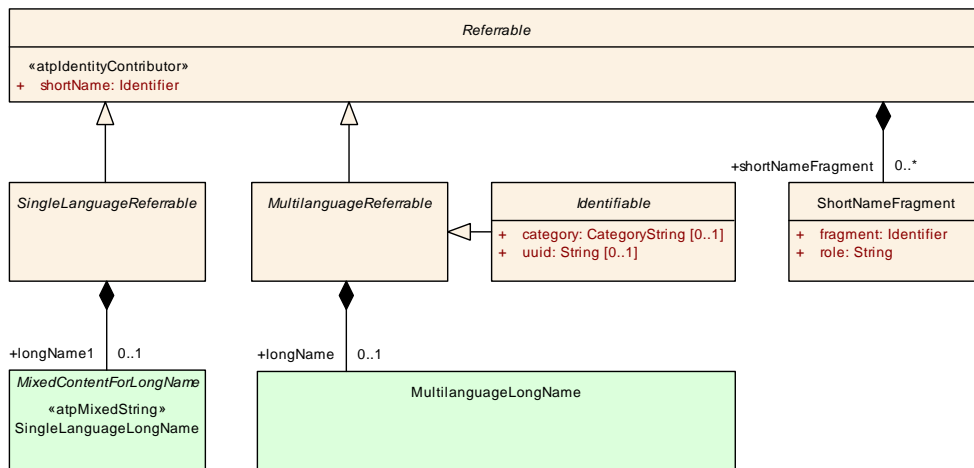 Referrable
«atpIdentityContributor»
+ shortName: Identifier
+shortNameFragment 0..*
SingleLanguageReferrable
MultilanguageReferrable
Identifiable
+ category: CategoryString [0..1]
+ uuid: String [0..1]
ShortNameFragment
+ fragment: Identifier
+ role: String
+longName1 0..1
+longName 0..1
MixedContentForLongName
«atpMixedString»
SingleLanguageLongName
MultilanguageLongName